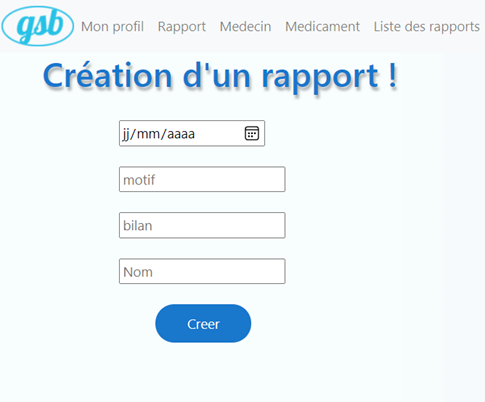 gsb Mon profil Rapport Medecin Medicament Liste des rapports
Création d'un rapport !
jj/mm/aaaa
motif
bilan
Nom
Creer